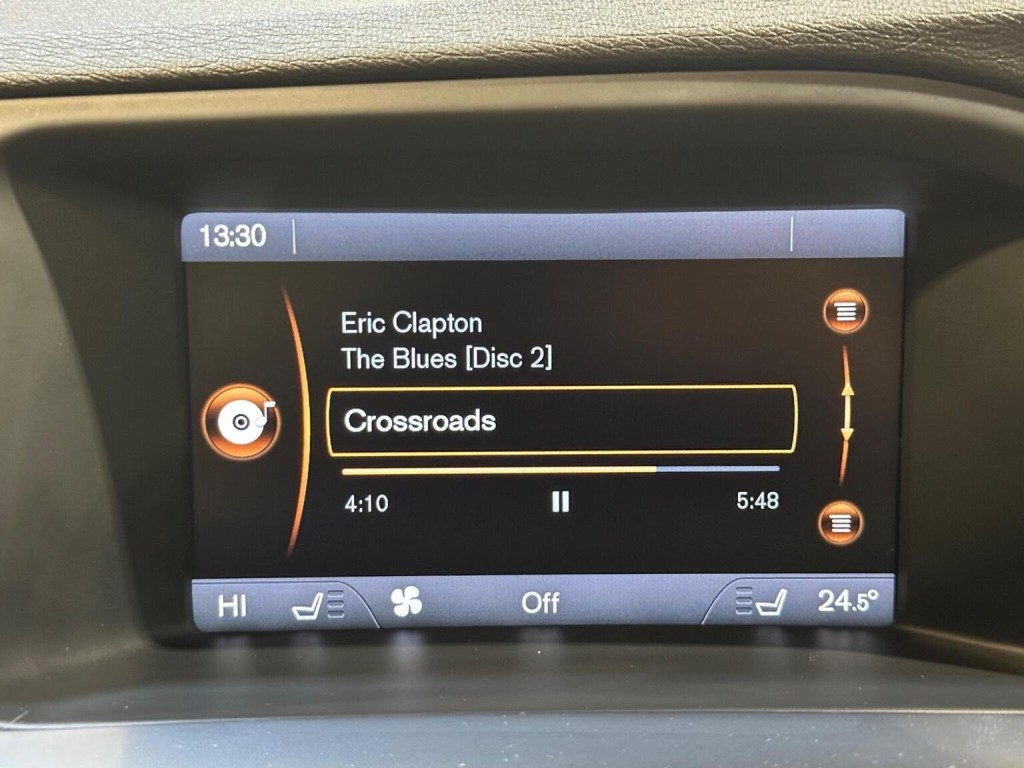 13:30
Eric Clapton
The Blues [Disc 2]
Crossroads
4:10 5:48
HI Off 24.5°